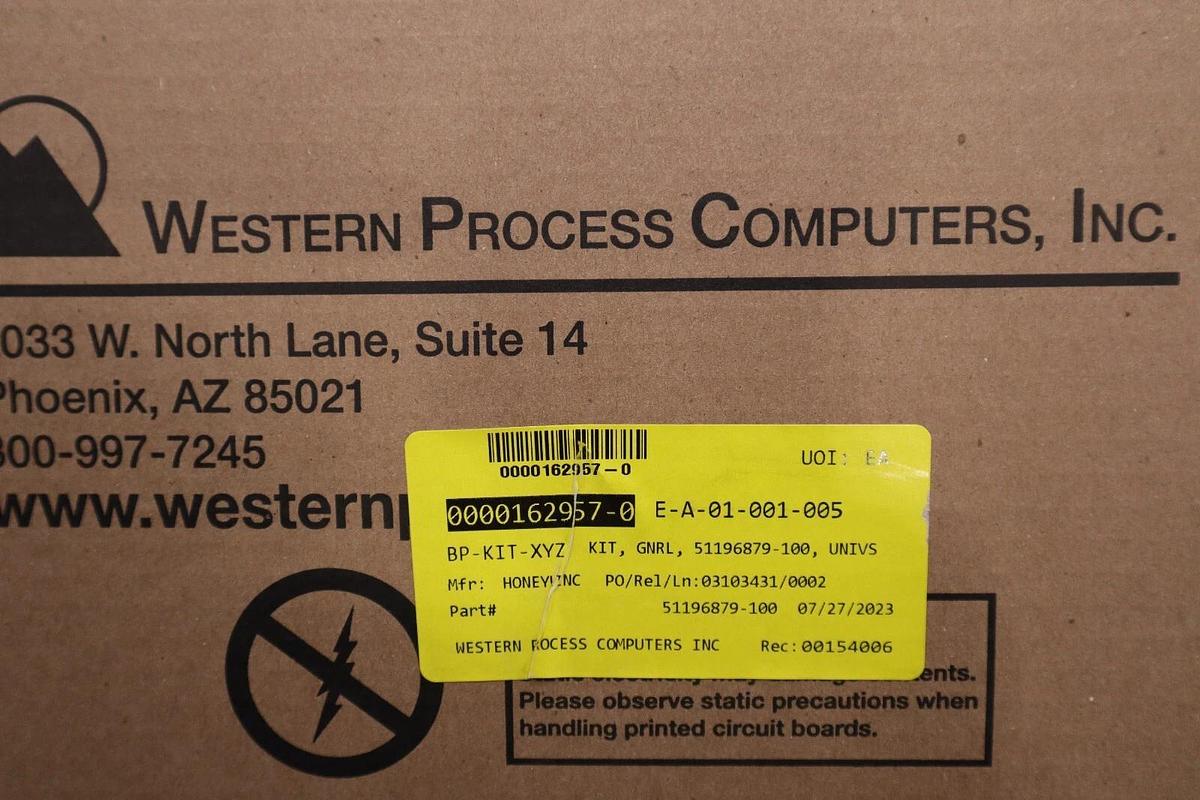 WESTERN PROCESS COMPUTERS, INC.
033 W. North Lane, Suite 14
Phoenix, AZ 85021
800-997-7245
www.westernp
0000162957-0
UOI: EA
0000162957-0 E-A-01-001-005
BP-KIT-XYZ KIT, GNRL, 51196879-100, UNIVS
Mfr: HONEYINC PO/Rel/Ln:03103431/0002
Part# 51196879-100 07/27/2023
WESTERN ROCESS COMPUTERS INC Rec:00154006
Please observe static precautions when
handling printed circuit boards.